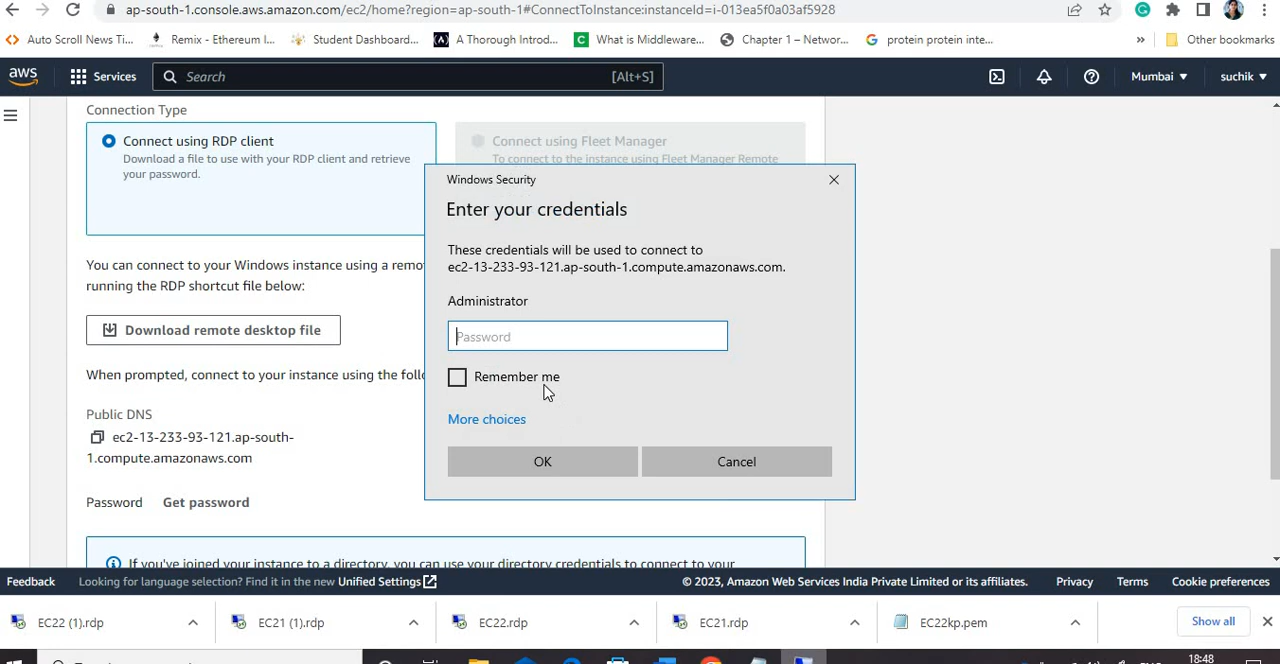 ap-south-1.console.aws.amazon.com/ec2/home?region=ap-south-1#ConnectToInstance:instanceId=i-013ea5f0a03af5928
Auto Scroll News Ti... Remix - Ethereum I... Student Dashboard... A Thorough Introd... What is Middleware... Chapter 1 – Networ... protein protein inte... » Other bookmarks
aws Services Search [Alt+S] Mumbai ▼ suchik ▼
Connection Type
Connect using RDP client
Download a file to use with your RDP client and retrieve
your password.
Connect using Fleet Manager
To connect to the instance using Fleet Manager Remote
You can connect to your Windows instance using a remo
running the RDP shortcut file below:
Download remote desktop file
When prompted, connect to your instance using the follo
Public DNS
ec2-13-233-93-121.ap-south-
1.compute.amazonaws.com
Password Get password
If you've joined your instance to a directory, you can use your directory credentials to connect to your
Windows Security
Enter your credentials
These credentials will be used to connect to
ec2-13-233-93-121.ap-south-1.compute.amazonaws.com.
Administrator
Password
Remember me
More choices
OK Cancel
Feedback Looking for language selection? Find it in the new Unified Settings © 2023, Amazon Web Services India Private Limited or its affiliates. Privacy Terms Cookie preferences
EC22 (1).rdp EC21 (1).rdp EC22.rdp EC21.rdp EC22kp.pem Show all
18:48